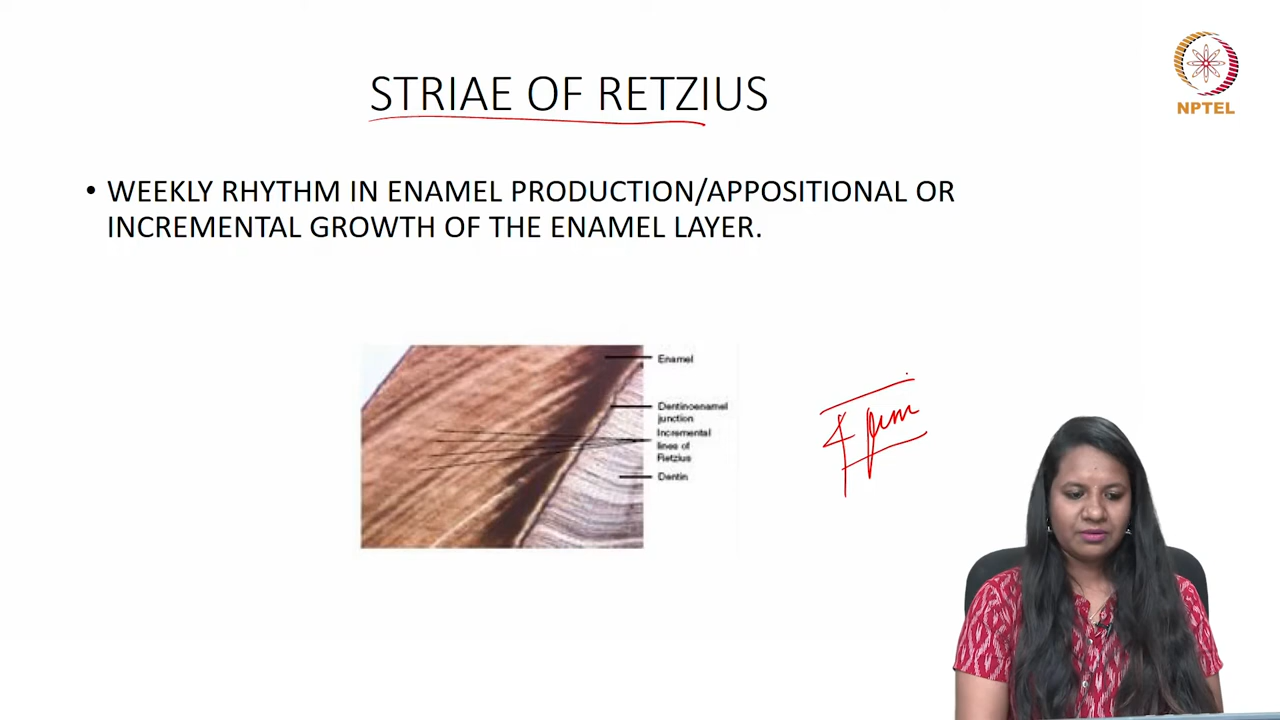 STRIAE OF RETZIUS
NPTEL
• WEEKLY RHYTHM IN ENAMEL PRODUCTION/APPOSITIONAL OR
INCREMENTAL GROWTH OF THE ENAMEL LAYER.
Enamel
Dentinoenamel
junction
Incremental
lines of
Retzius
Dentin
4 µm